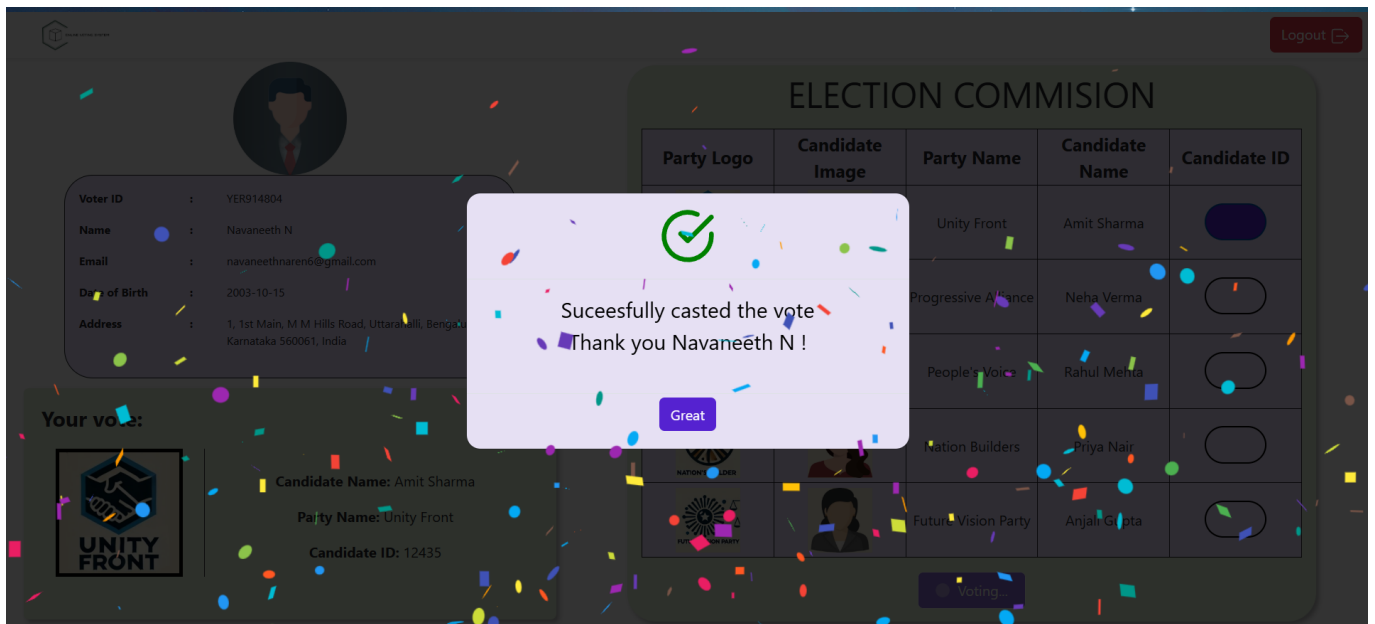 Logout
ELECTION COMMISION
Party Logo
Candidate
Image
Party Name
Candidate
Name
Candidate ID
Voter ID : YER914804
Name : Navaneeth N
Email : navaneethnaren6@gmail.com
Date of Birth : 2003-10-15
Address : 1, 1st Main, M M Hills Road, Uttarahalli,
Karnataka 560061, India
Unity Front Amit Sharma
Progressive Alliance Neha Verma
People's Voice Rahul Mehta
Nation Builders Priya Nair
Future Vision Party Anjali Gupta
Suceesfully casted the vote
Thank you Navaneeth N !
Great
Your vote:
UNITY
FRONT
Candidate Name: Amit Sharma
Party Name: Unity Front
Candidate ID: 12435
Voting...